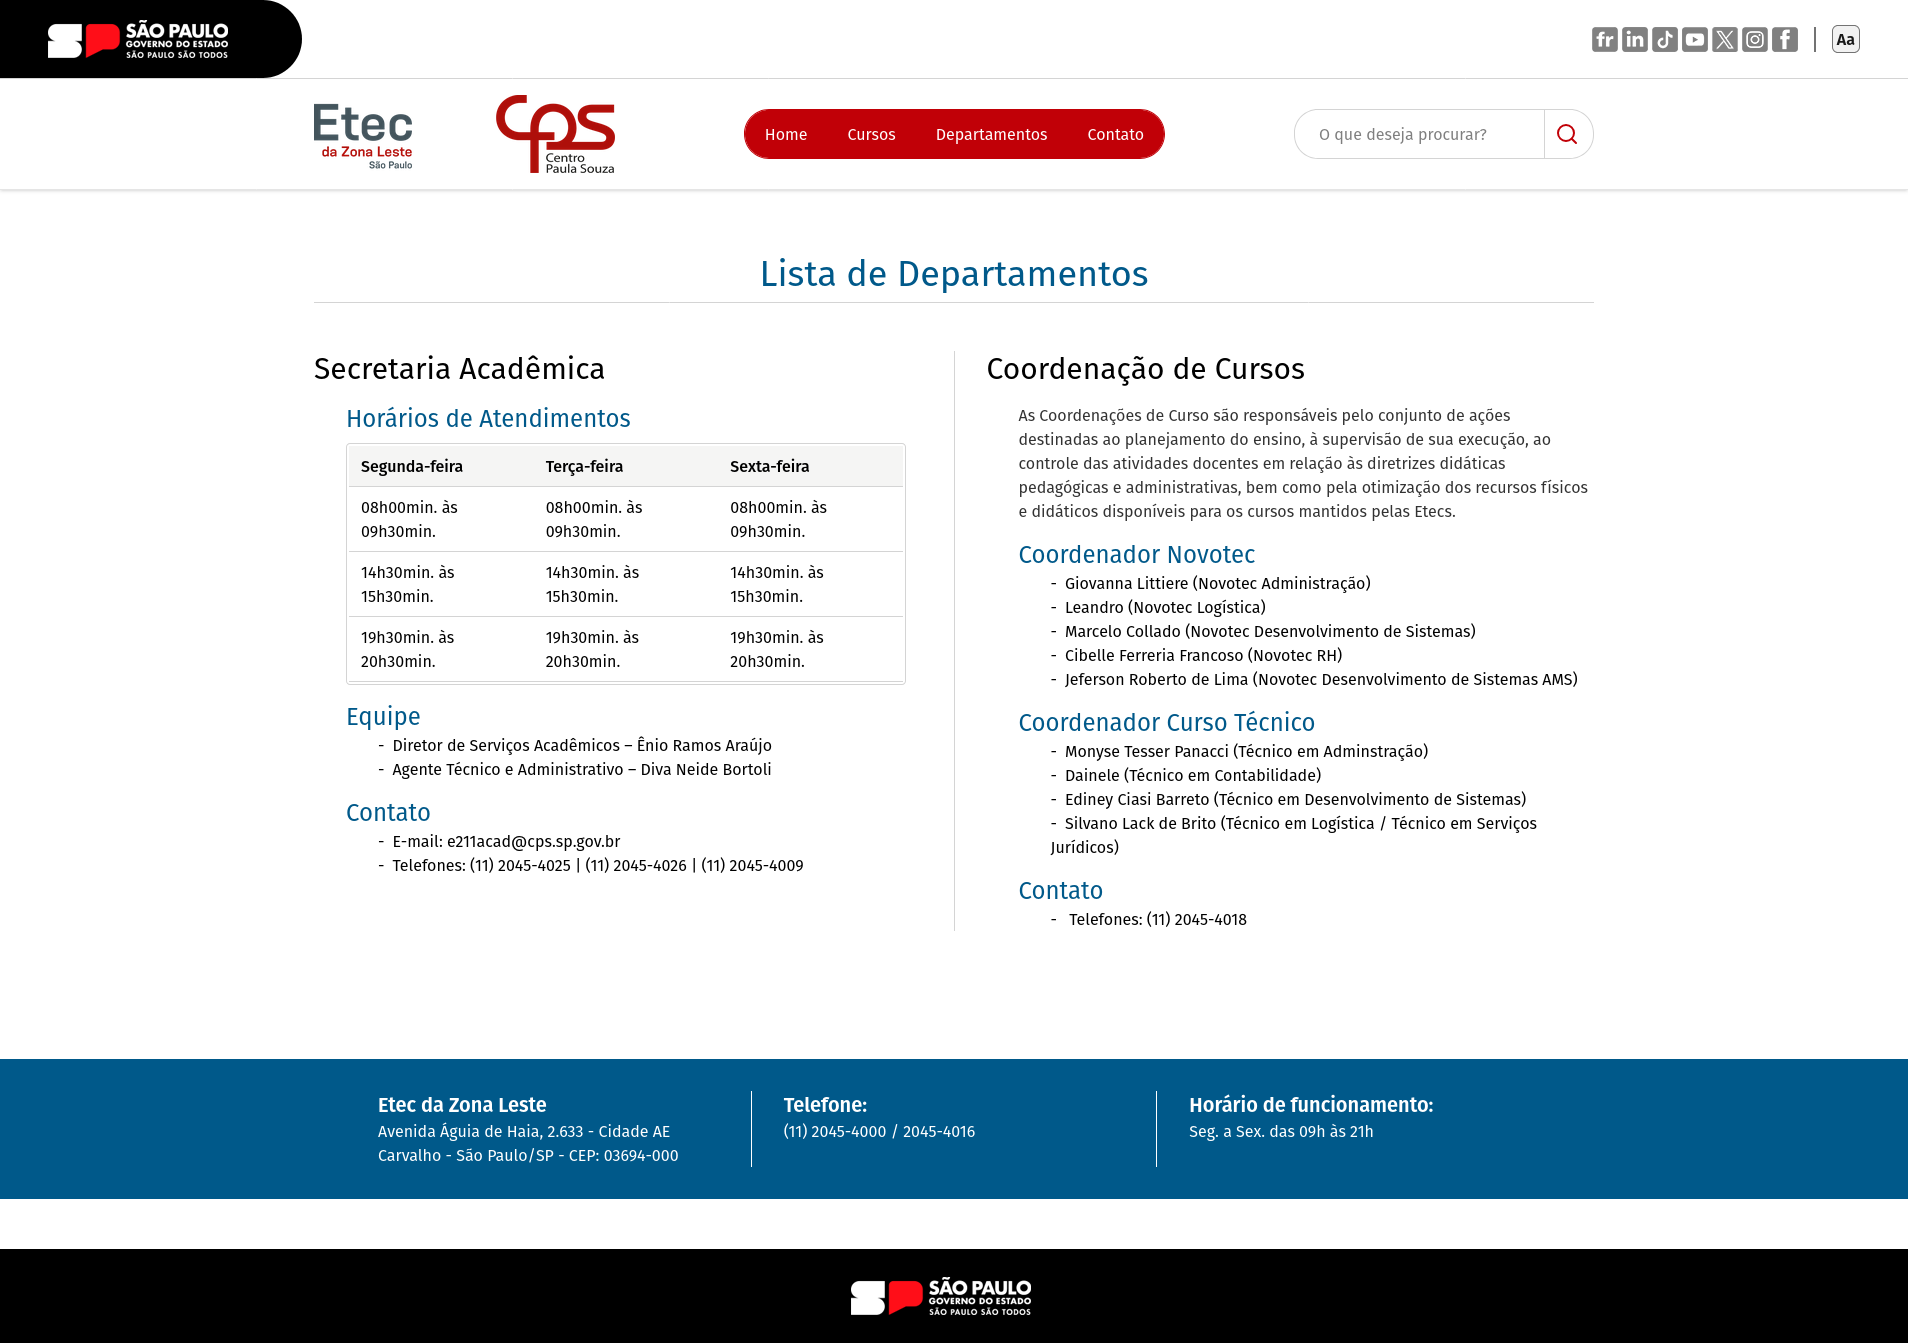 SÃO PAULO
GOVERNO DO ESTADO
SÃO PAULO SÃO TODOS
Aa
Etec
da Zona Leste
São Paulo
cps
Centro
Paula Souza
Home Cursos Departamentos Contato
O que deseja procurar?
Lista de Departamentos
Secretaria Acadêmica
Horários de Atendimentos
Segunda-feira Terça-feira Sexta-feira
08h00min. às 08h00min. às 08h00min. às
09h30min. 09h30min. 09h30min.
14h30min. às 14h30min. às 14h30min. às
15h30min. 15h30min. 15h30min.
19h30min. às 19h30min. às 19h30min. às
20h30min. 20h30min. 20h30min.
Equipe
- Diretor de Serviços Acadêmicos – Ênio Ramos Araújo
- Agente Técnico e Administrativo – Diva Neide Bortoli
Contato
- E-mail: e211acad@cps.sp.gov.br
- Telefones: (11) 2045-4025 | (11) 2045-4026 | (11) 2045-4009
Coordenação de Cursos
As Coordenações de Curso são responsáveis pelo conjunto de ações
destinadas ao planejamento do ensino, à supervisão de sua execução, ao
controle das atividades docentes em relação às diretrizes didáticas
pedagógicas e administrativas, bem como pela otimização dos recursos físicos
e didáticos disponíveis para os cursos mantidos pelas Etecs.
Coordenador Novotec
- Giovanna Littiere (Novotec Administração)
- Leandro (Novotec Logística)
- Marcelo Collado (Novotec Desenvolvimento de Sistemas)
- Cibelle Ferreria Francoso (Novotec RH)
- Jeferson Roberto de Lima (Novotec Desenvolvimento de Sistemas AMS)
Coordenador Curso Técnico
- Monyse Tesser Panacci (Técnico em Adminstração)
- Dainele (Técnico em Contabilidade)
- Ediney Ciasi Barreto (Técnico em Desenvolvimento de Sistemas)
- Silvano Lack de Brito (Técnico em Logística / Técnico em Serviços
Jurídicos)
Contato
- Telefones: (11) 2045-4018
Etec da Zona Leste
Avenida Águia de Haia, 2.633 - Cidade AE
Carvalho - São Paulo/SP - CEP: 03694-000
Telefone:
(11) 2045-4000 / 2045-4016
Horário de funcionamento:
Seg. a Sex. das 09h às 21h
SÃO PAULO
GOVERNO DO ESTADO
SÃO PAULO SÃO TODOS